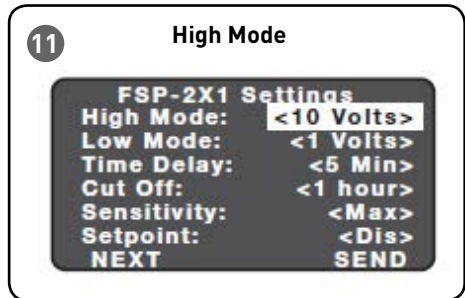 11
High Mode
FSP-2X1 Settings
High Mode: <10 Volts>
Low Mode: <1 Volts>
Time Delay: <5 Min>
Cut Off: <1 hour>
Sensitivity: <Max>
Setpoint: <Dis>
NEXT SEND